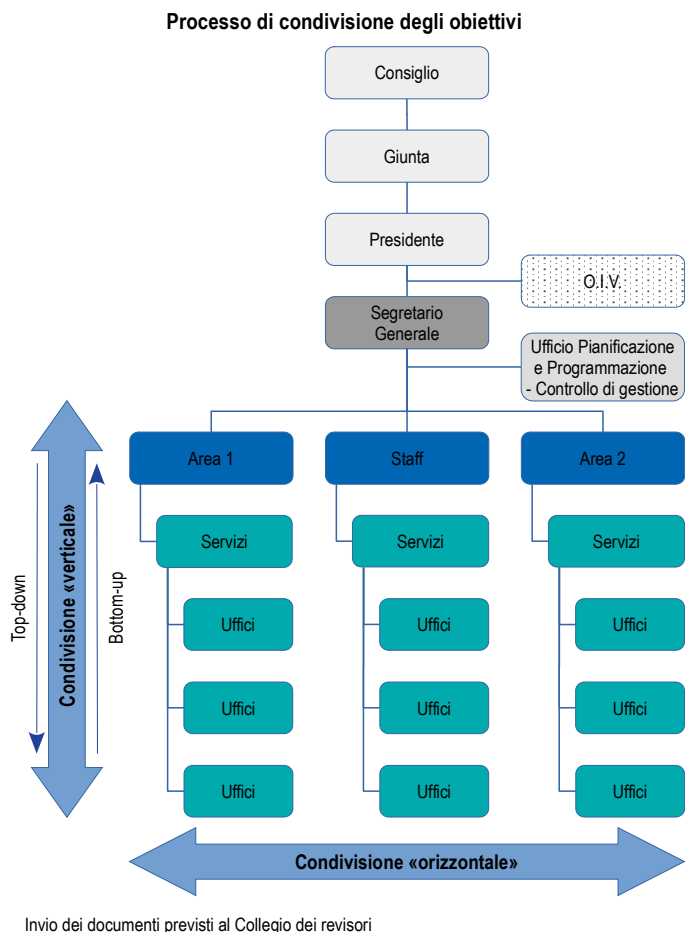 Processo di condivisione degli obiettivi
Consiglio
Giunta
Presidente
O.I.V.
Segretario
Generale
Ufficio Pianificazione
e Programmazione
- Controllo di gestione
Area 1
Staff
Area 2
Servizi
Servizi
Servizi
Uffici
Uffici
Uffici
Uffici
Uffici
Uffici
Uffici
Uffici
Uffici
Top-down
Condivisione «verticale»
Bottom-up
Condivisione «orizzontale»
Invio dei documenti previsti al Collegio dei revisori